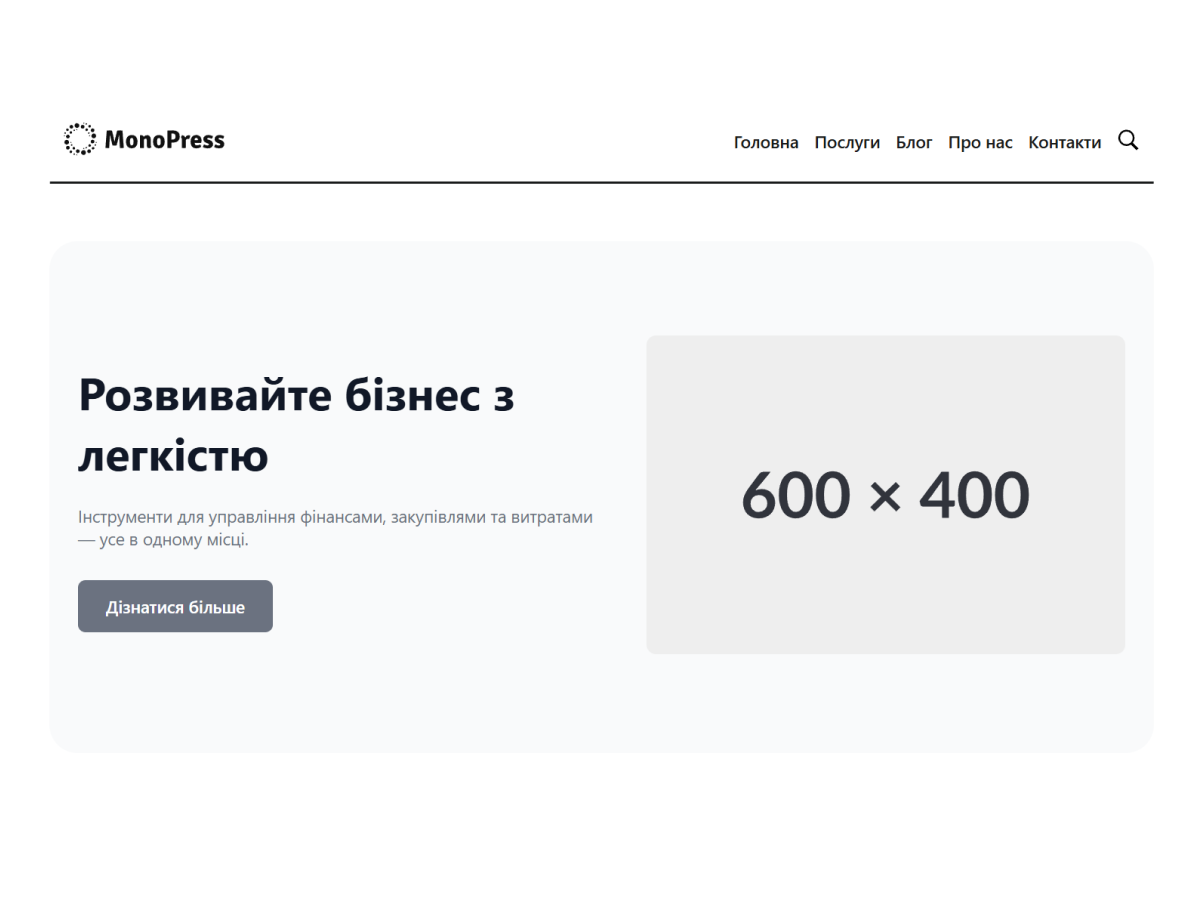 MonoPress
Головна Послуги Блог Про нас Контакти
Розвивайте бізнес з
легкістю
Інструменти для управління фінансами, закупівлями та витратами
— усе в одному місці.
Дізнатися більше
600 × 400